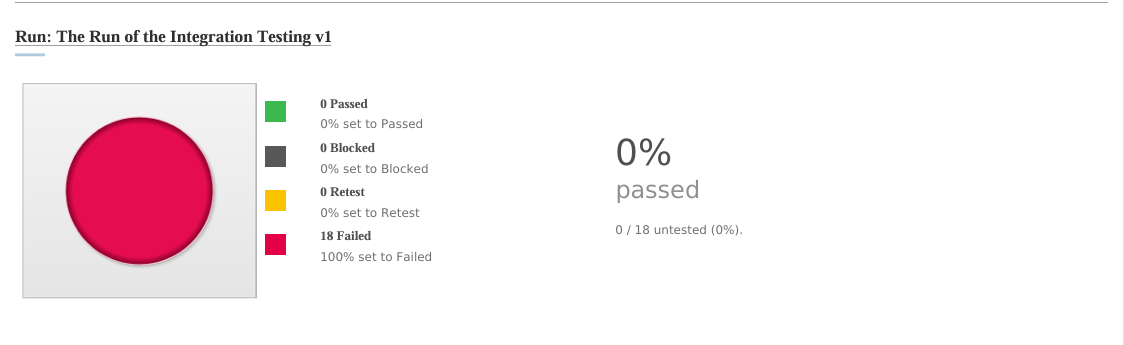 Run: The Run of the Integration Testing v1
0 Passed
0% set to Passed
0 Blocked
0% set to Blocked
0 Retest
0% set to Retest
18 Failed
100% set to Failed
0%
passed
0 / 18 untested (0%).